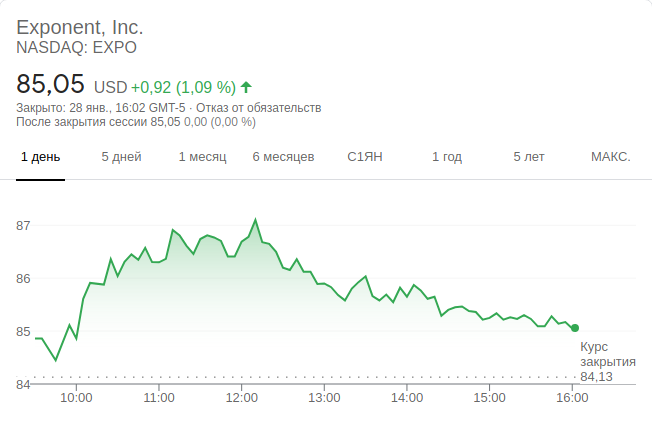 Exponent, Inc.
NASDAQ: EXPO
85,05 USD +0,92 (1,09 %)
Закрыто: 28 янв., 16:02 GMT-5 · Отказ от обязательств
После закрытия сессии 85,05 0,00 (0,00 %)
1 день 5 дней 1 месяц 6 месяцев С1ЯН 1 год 5 лет МАКС.
87
86
85
84
Курс
закрытия
84,13
10:00 11:00 12:00 13:00 14:00 15:00 16:00